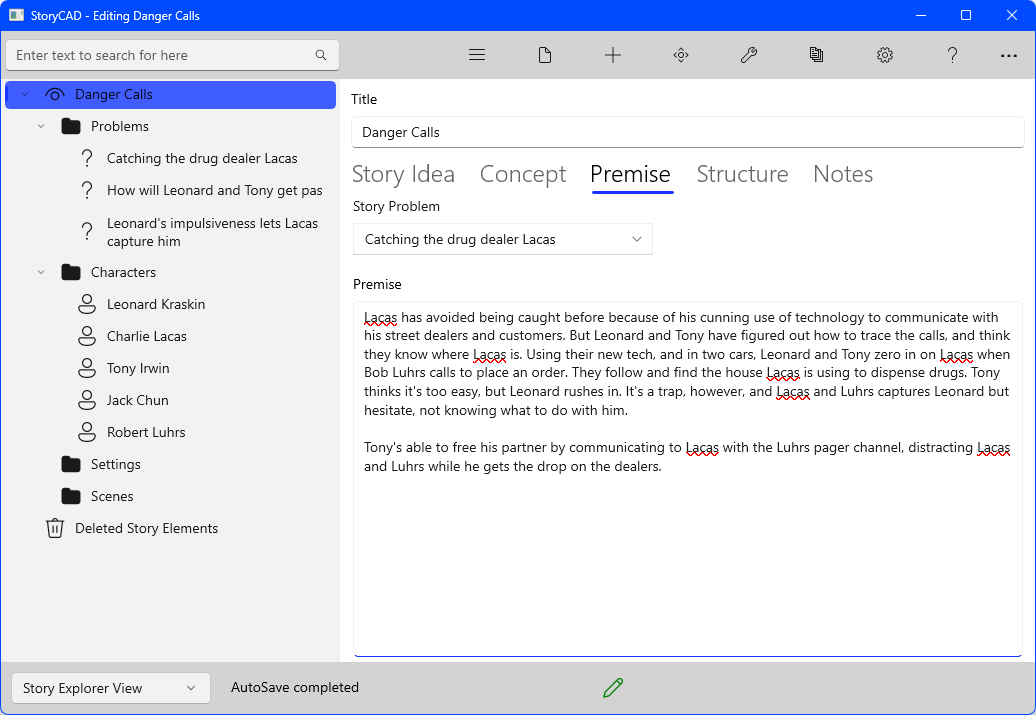 StoryCAD - Editing Danger Calls
Enter text to search for here
Danger Calls
Problems
Catching the drug dealer Lacas
How will Leonard and Tony get pas
Leonard's impulsiveness lets Lacas
capture him
Characters
Leonard Kraskin
Charlie Lacas
Tony Irwin
Jack Chun
Robert Luhrs
Settings
Scenes
Deleted Story Elements
Title
Danger Calls
Story Idea Concept Premise Structure Notes
Story Problem
Catching the drug dealer Lacas
Premise
Lacas has avoided being caught before because of his cunning use of technology to communicate with
his street dealers and customers. But Leonard and Tony have figured out how to trace the calls, and think
they know where Lacas is. Using their new tech, and in two cars, Leonard and Tony zero in on Lacas when
Bob Luhrs calls to place an order. They follow and find the house Lacas is using to dispense drugs. Tony
thinks it's too easy, but Leonard rushes in. It's a trap, however, and Lacas and Luhrs captures Leonard but
hesitate, not knowing what to do with him.
Tony's able to free his partner by communicating to Lacas with the Luhrs pager channel, distracting Lacas
and Luhrs while he gets the drop on the dealers.
Story Explorer View
AutoSave completed